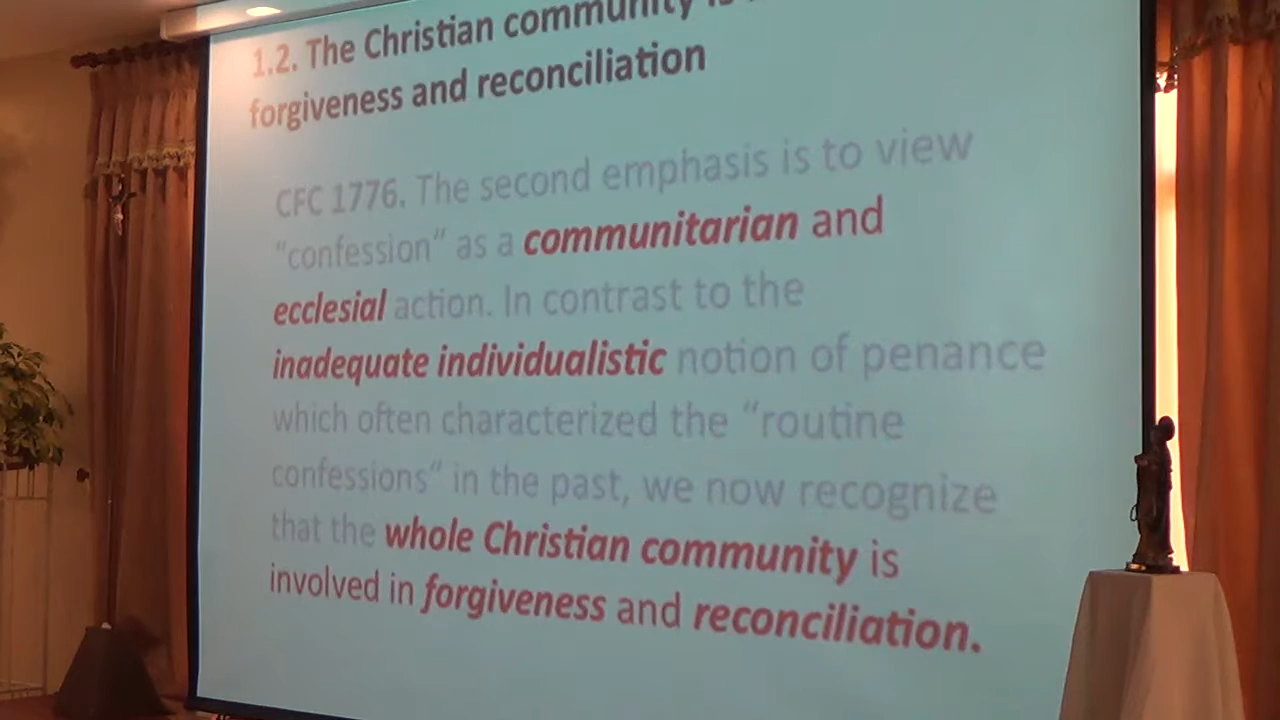 1.2. The Christian community is
forgiveness and reconciliation
CFC 1776. The second emphasis is to view
“confession” as a communitarian and
ecclesial action. In contrast to the
inadequate individualistic notion of penance
which often characterized the “routine
confessions” in the past, we now recognize
that the whole Christian community is
involved in forgiveness and reconciliation.